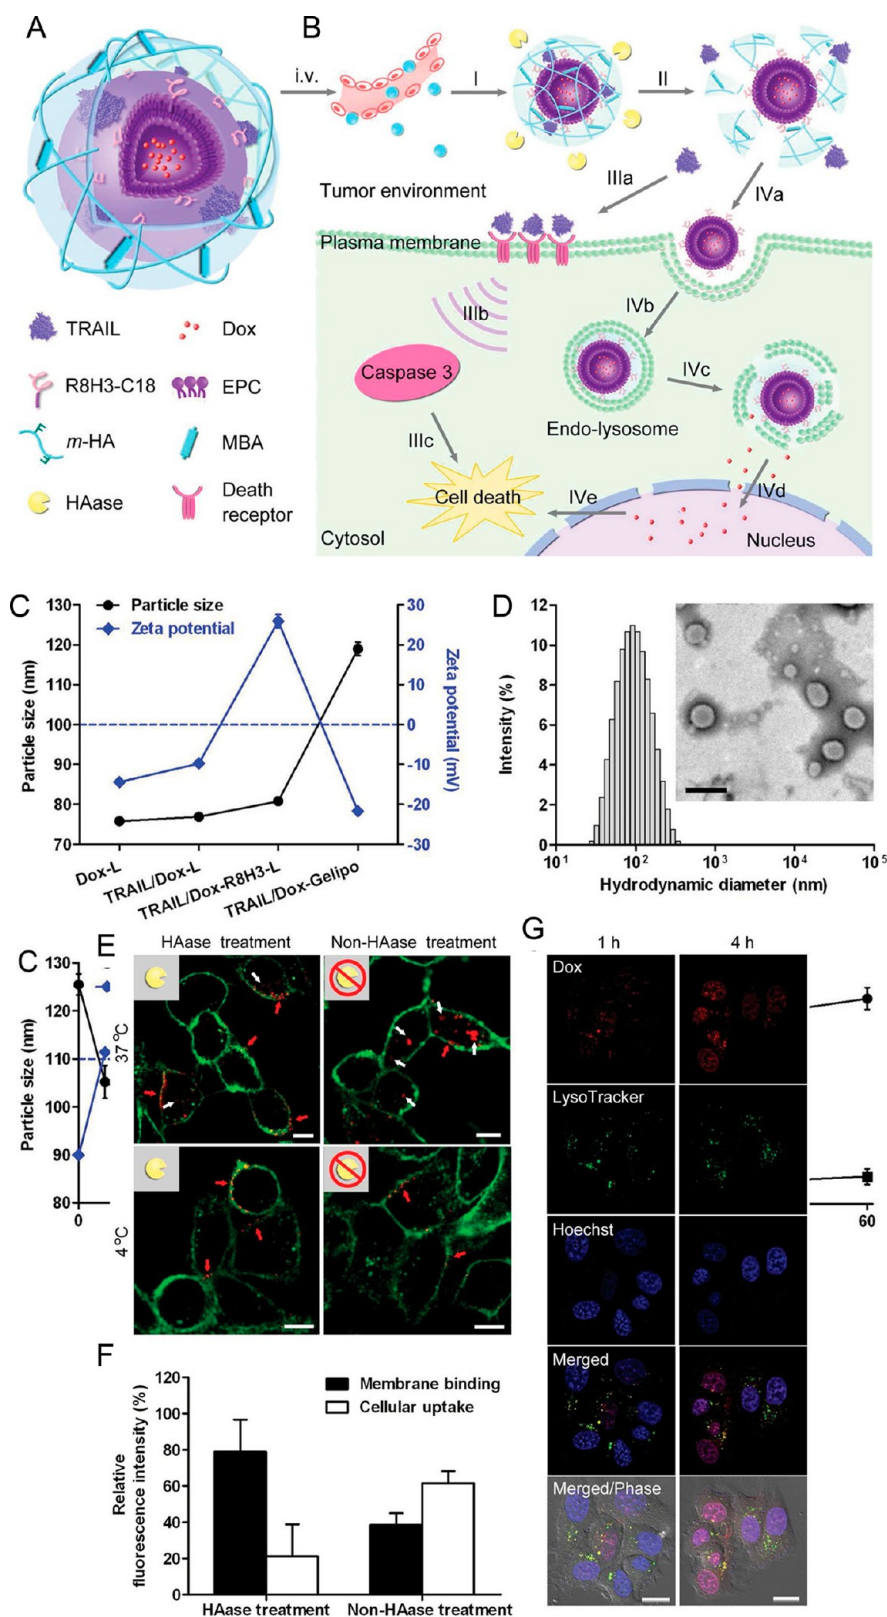 A
B
i.v.
I
II
IIIa
IVa
Tumor environment
Plasma membrane
IIIb
IVb
Caspase 3
IVc
Endo-lysosome
IIIc
Cell death
IVe
IVd
Cytosol
Nucleus
TRAIL
Dox
R8H3-C18
EPC
m-HA
MBA
HAase
Death
receptor
C
Particle size
Zeta potential
Particle size (nm)
130
120
110
100
90
80
70
30
20
10
0
-10
-20
-30
Zeta potential (mV)
Dox-L
TRAIL/Dox-L
TRAIL/Dox-R8H3-L
TRAIL/Dox-Gelipo
D
Intensity (%)
12
10
8
6
4
2
0
10¹
10²
10³
10⁴
10⁵
Hydrodynamic diameter (nm)
C
Particle size (nm)
130
120
110
100
90
80
0
E
HAase treatment
Non-HAase treatment
37 °C
4 °C
F
Relative
fluorescence intensity (%)
120
100
80
60
40
20
0
Membrane binding
Cellular uptake
HAase treatment
Non-HAase treatment
G
1 h
4 h
Dox
LysoTracker
Hoechst
Merged
Merged/Phase
60